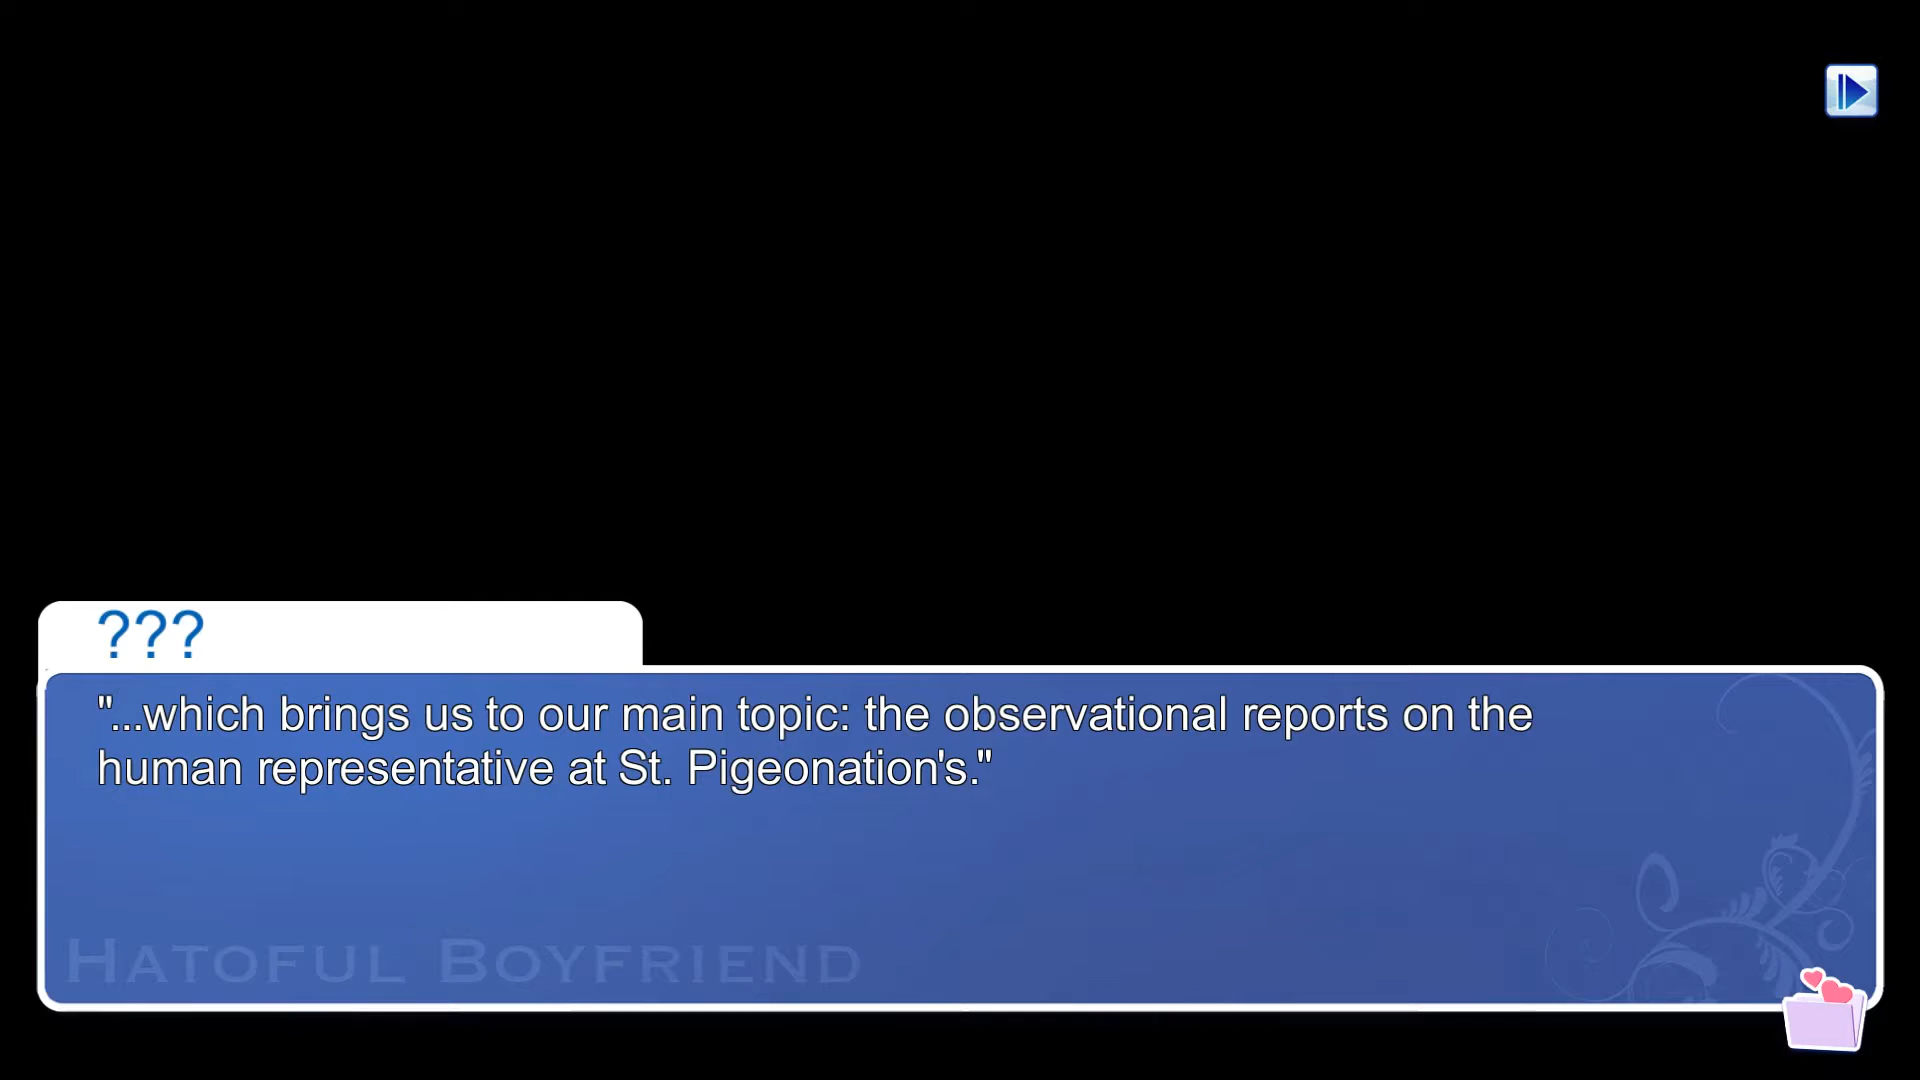 ???
"...which brings us to our main topic: the observational reports on the
human representative at St. Pigeonation's."
HATOFUL BOYFRIEND